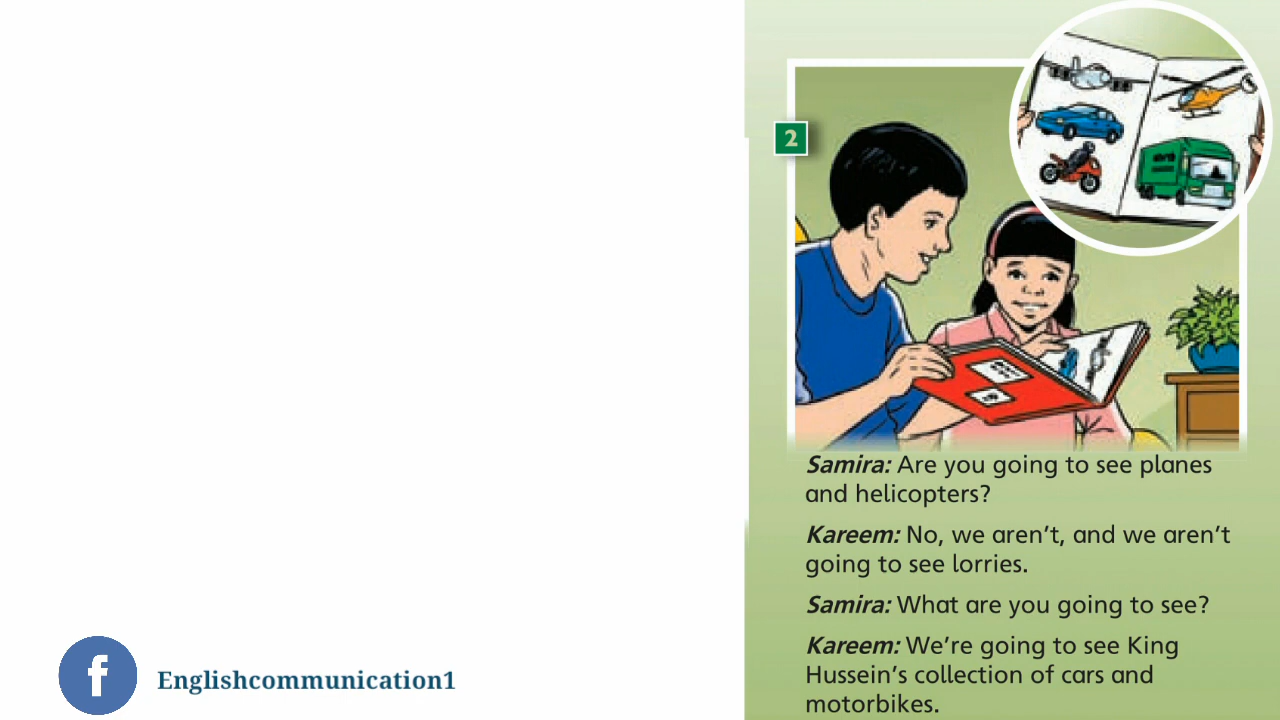 2
Samira: Are you going to see planes
and helicopters?
Kareem: No, we aren’t, and we aren’t
going to see lorries.
Samira: What are you going to see?
Kareem: We’re going to see King
Hussein’s collection of cars and
motorbikes.
f
Englishcommunication1